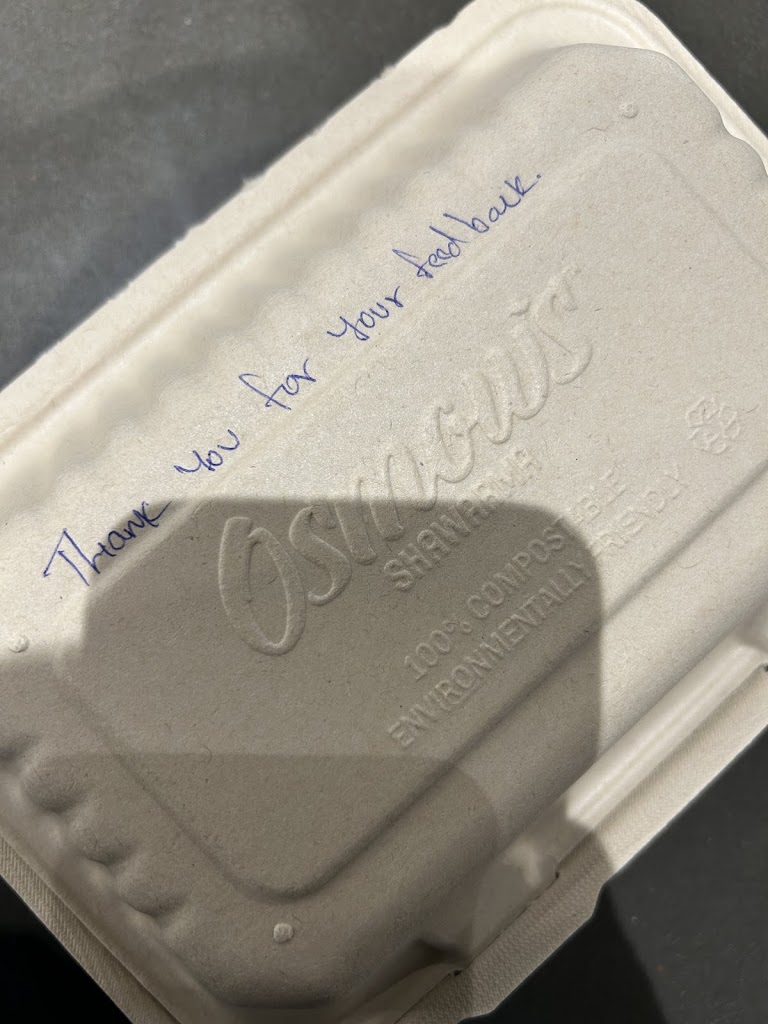 Thank you for your feedback.
Osmow's
SHAWARMA
100% COMPOSTABLE
ENVIRONMENTALLY FRIENDLY